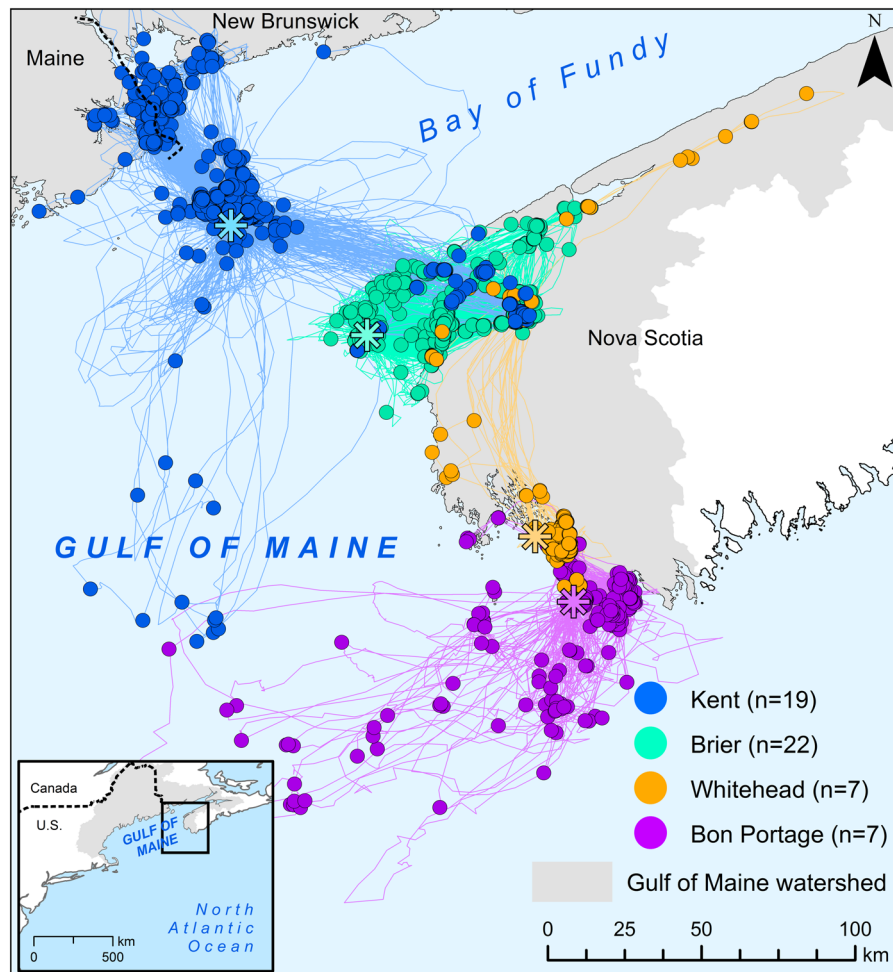 New Brunswick
N
Maine
Bay of Fundy
Nova Scotia
GULF OF MAINE
Kent (n=19)
Brier (n=22)
Whitehead (n=7)
Bon Portage (n=7)
Gulf of Maine watershed
0 25 50 100
km
Canada
U.S.
GULF OF
MAINE
North
Atlantic
Ocean
km
0 500